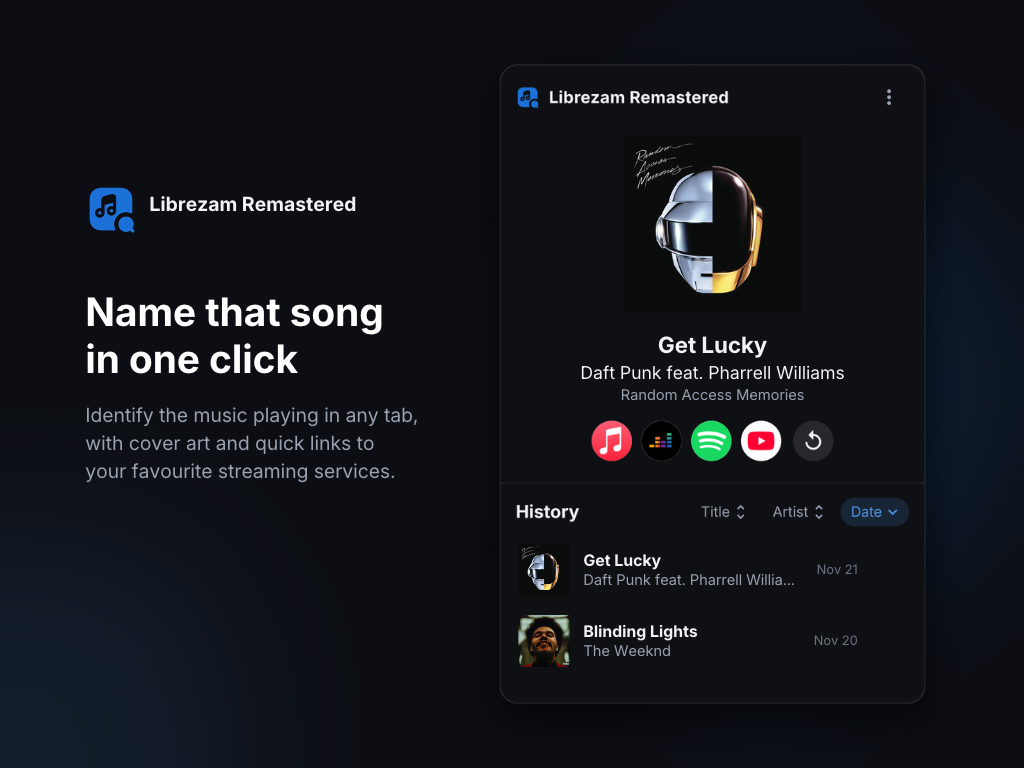 Librezam Remastered
Name that song
in one click
Identify the music playing in any tab,
with cover art and quick links to
your favourite streaming services.
Librezam Remastered
Random
Access
Memories
Get Lucky
Daft Punk feat. Pharrell Williams
Random Access Memories
History
Title
Artist
Date
Get Lucky
Daft Punk feat. Pharrell Willia...
Nov 21
Blinding Lights
The Weeknd
Nov 20